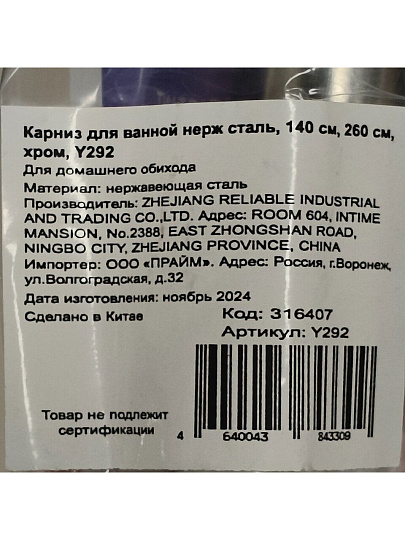 Карниз для ванной нерж сталь, 140 см, 260 см,
хром, Y292
Для домашнего обихода
Материал: нержавеющая сталь
Производитель: ZHEJIANG RELIABLE INDUSTRIAL
AND TRADING CO.,LTD. Адрес: ROOM 604, INTIME
MANSION, No.2388, EAST ZHONGSHAN ROAD,
NINGBO CITY, ZHEJIANG PROVINCE, CHINA
Импортер: ООО «ПРАЙМ». Адрес: Россия, г.Воронеж,
ул.Волгоградская, д.32
Дата изготовления: ноябрь 2024
Сделано в Китае
Код: 316407
Артикул: Y292
Товар не подлежит
сертификации
4 640043 843309